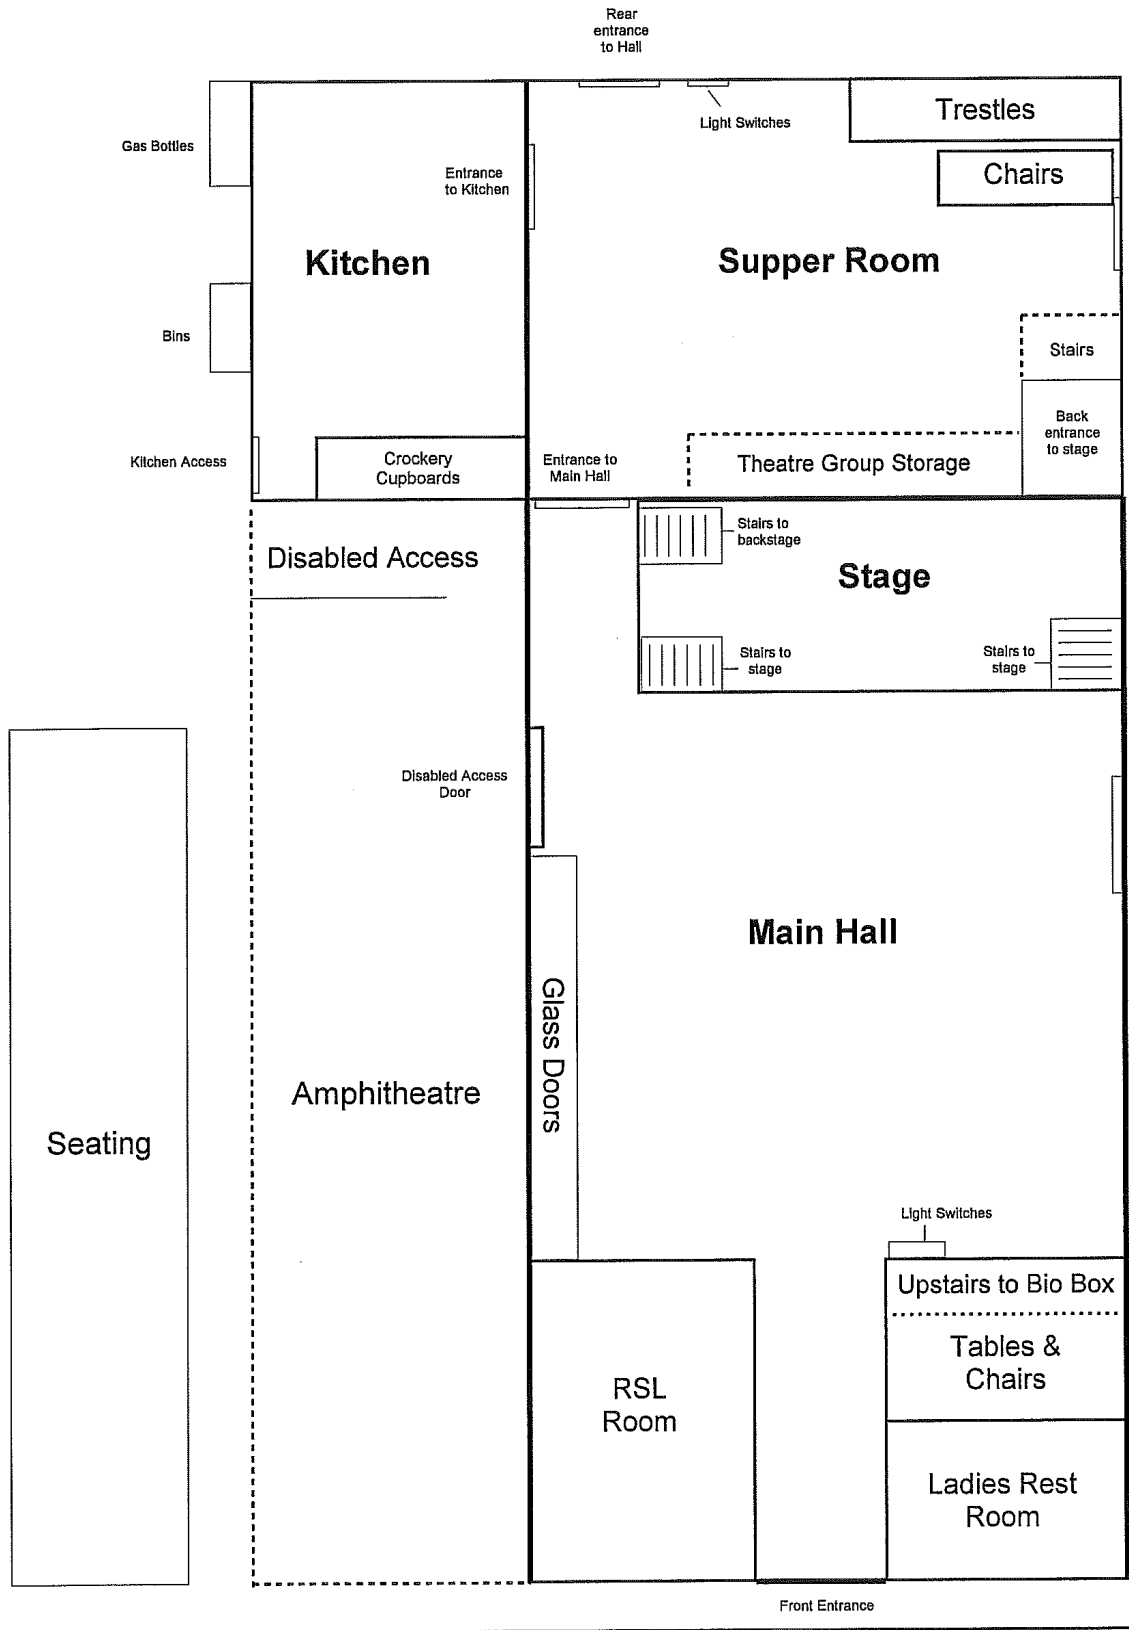 Rear
entrance
to Hall
Trestles
Light Switches
Gas Bottles
Chairs
Entrance
to Kitchen
Kitchen
Supper Room
Bins
Stairs
Back
entrance
to stage
Kitchen Access
Crockery
Cupboards
Entrance to
Main Hall
Theatre Group Storage
Stairs to
backstage
Disabled Access
Stage
Stairs to
stage
Stairs to
stage
Disabled Access
Door
Main Hall
Glass Doors
Amphitheatre
Seating
Light Switches
Upstairs to Bio Box
Tables &
Chairs
RSL
Room
Ladies Rest
Room
Front Entrance